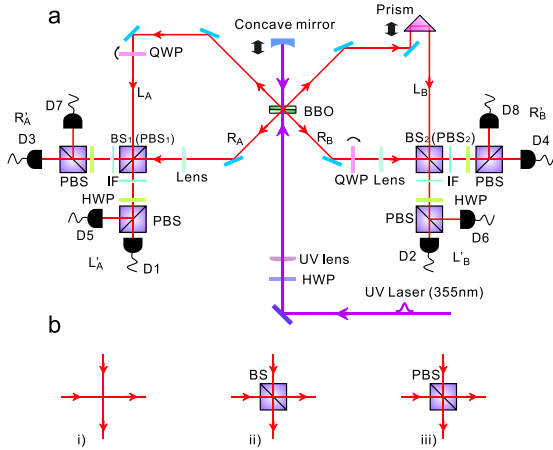 a
Concave mirror
Prism
QWP
BBO
L_A
L_B
R_A
R_B
R'_A
D7
D3
BS₁(PBS₁)
PBS
IF
Lens
HWP
PBS
D5
L'_A
D1
QWP
Lens
BS₂(PBS₂)
R'_B
D8
D4
PBS
IF
HWP
PBS
D6
D2
L'_B
UV lens
HWP
UV Laser (355nm)
b
i)
BS
ii)
PBS
iii)